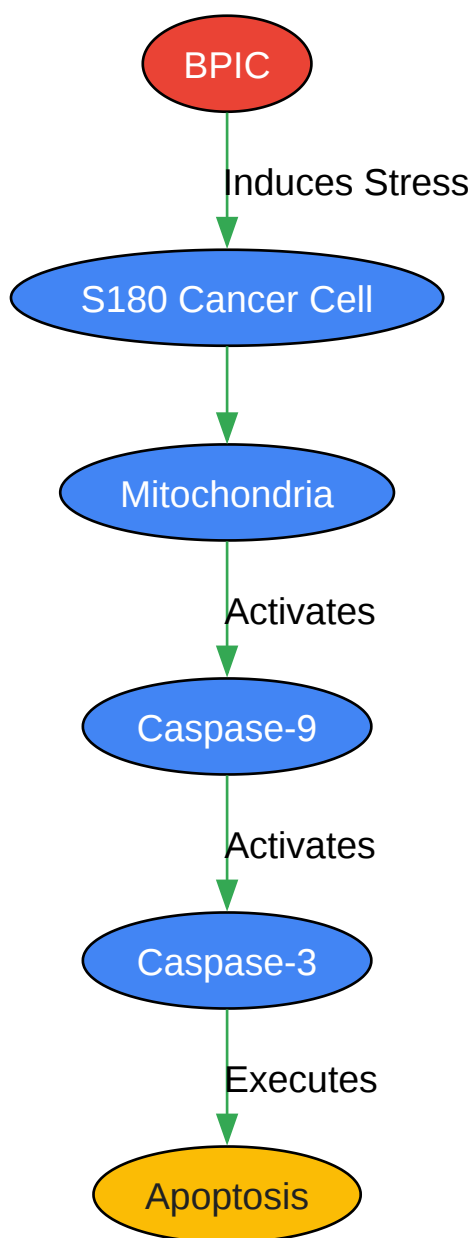 BPIC
Induces Stress
S180 Cancer Cell
Mitochondria
Activates
Caspase-9
Activates
Caspase-3
Executes
Apoptosis